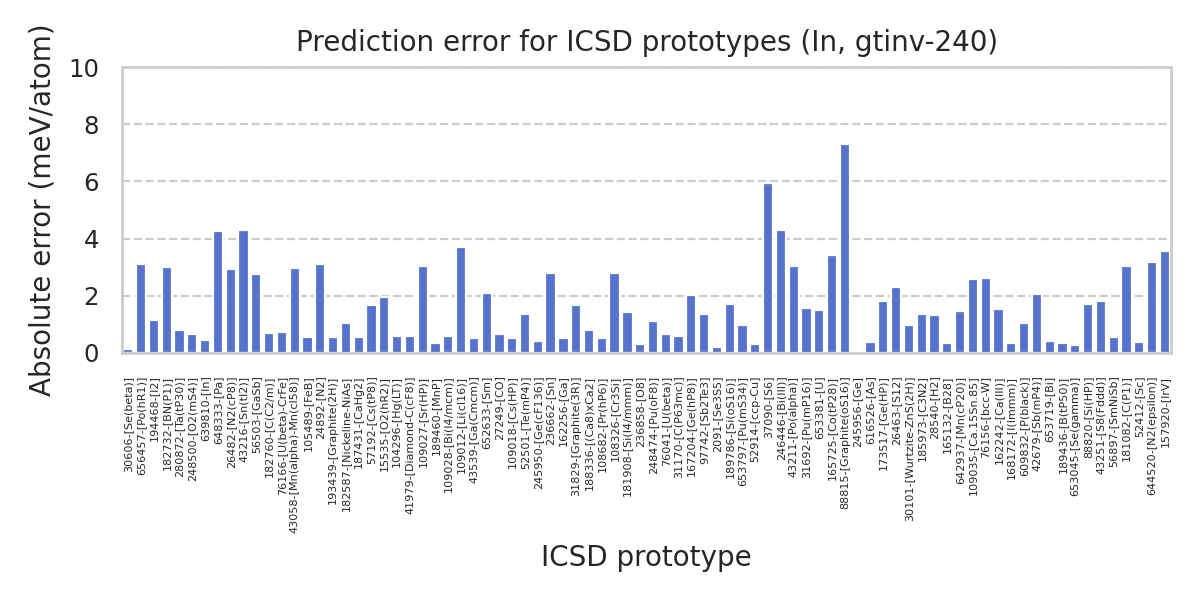 Prediction error for ICSD prototypes (In, gtinv-240)
Absolute error (meV/atom)
10
8
6
4
2
0
306006-[Se(beta)]
656457-[Po(hR1)]
194468-[I2]
182732-[BN(P1)]
280872-[Ta(tP30)]
248500-[O2(mS4)]
639810-[In]
648333-[Pa]
26482-[N2(cP8)]
43216-[Sn(tI2)]
56503-[GaSb]
182760-[C(C2/m)]
76166-[U(beta)-CrFe]
43058-[Mn(alpha)-Mn(cI58)]
105489-[FeB]
24892-[N2]
193439-[Graphite(2H)]
182587-[Nickeline-NiAs]
187431-[CaHg2]
57192-[Cs(tP8)]
15535-[O2(hR2)]
104296-[Hg(LT)]
41979-[Diamond-C(cF8)]
109027-[Sr(HP)]
189460-[MnP]
109028-[Bi(I4/mcm)]
109012-[Li(cI16)]
43539-[Ga(Cmcm)]
652633-[Sm]
27249-[CO]
109018-[Cs(HP)]
52501-[Te(mP4)]
245950-[Ge(cF136)]
236662-[Sn]
162256-[Ga]
31829-[Graphite(3R)]
188336-[(Ca8)xCa2]
108682-[Pr(hP6)]
108326-[Cr3Si]
181908-[Si(I4/mmm)]
236858-[O8]
248474-[Pu(oF8)]
76041-[U(beta)]
31170-[C(P63mc)]
167204-[Ge(hP8)]
97742-[Sb2Te3]
2091-[Se3S5]
189786-[Si(oS16)]
653797-[Pu(mS34)]
52914-[ccp-Cu]
37090-[S6]
246446-[Bi(III)]
43211-[Po(alpha)]
31692-[Pu(mP16)]
653381-[U]
165725-[Co(tP28)]
88815-[Graphite(oS16)]
245956-[Ge]
616526-[As]
173517-[Ge(HP)]
26463-[S12]
30101-[Wurtzite-ZnS(2H)]
185973-[C3N2]
28540-[H2]
165132-[B28]
642937-[Mn(cP20)]
109035-[Ca.15Sn.85]
76156-[bcc-W]
162242-[Ca(III)]
168172-[I(Immm)]
609832-[P(black)]
426739-[Sb(mP4)]
653719-[Bi]
189436-[B(tP50)]
653045-[Se(gamma)]
88820-[Si(HP)]
43251-[S8(Fddd)]
56897-[SmNiSb]
181082-[C(P1)]
52412-[Sc]
644520-[N2(epsilon)]
157920-[IrV]
ICSD prototype